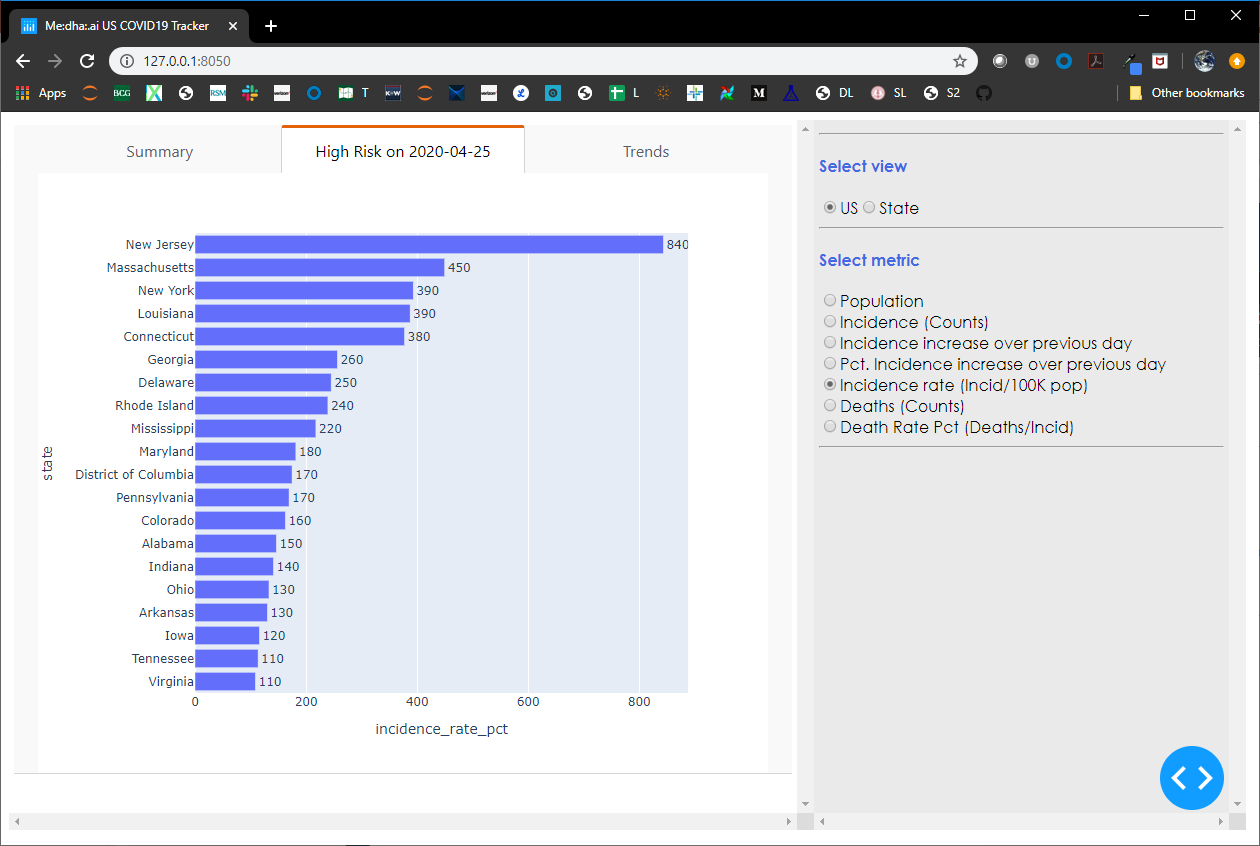 Me:dha:.ai US COVID19 Tracker
127.0.0.1:8050
Apps BCG RSM verizon T K=W verizon L M DL SL S2 Other bookmarks
Summary High Risk on 2020-04-25 Trends
New Jersey 840
Massachusetts 450
New York 390
Louisiana 390
Connecticut 380
Georgia 260
Delaware 250
Rhode Island 240
Mississippi 220
Maryland 180
District of Columbia 170
Pennsylvania 170
Colorado 160
Alabama 150
Indiana 140
Ohio 130
Arkansas 130
Iowa 120
Tennessee 110
Virginia 110
state
0 200 400 600 800
incidence_rate_pct
Select view
US State
Select metric
Population
Incidence (Counts)
Incidence increase over previous day
Pct. Incidence increase over previous day
Incidence rate (Incid/100K pop)
Deaths (Counts)
Death Rate Pct (Deaths/Incid)